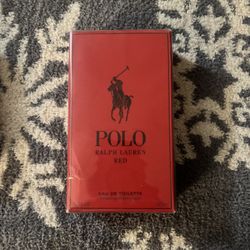 POLO
RALPH LAUREN
RED
EAU DE TOILETTE